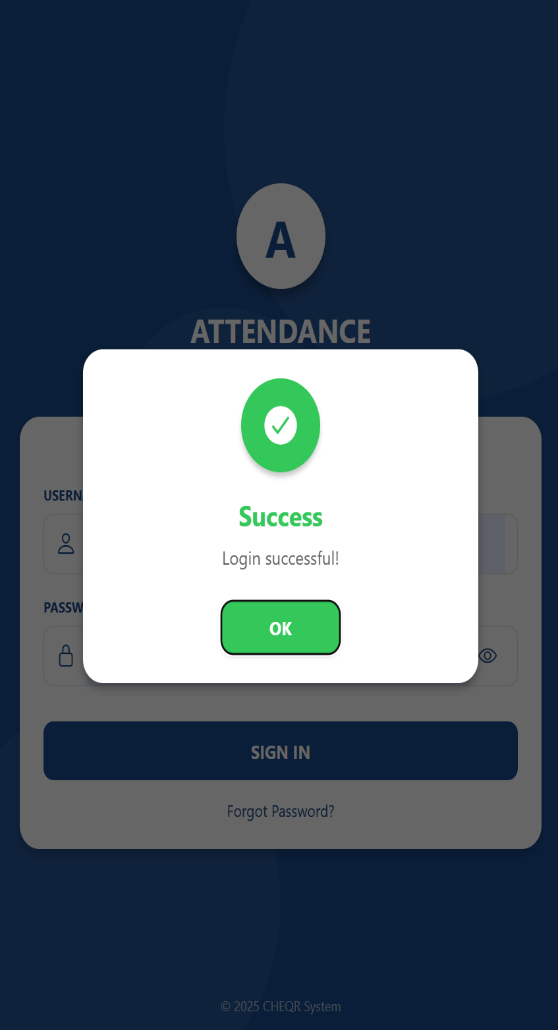 A
ATTENDANCE
Success
Login successful!
OK
SIGN IN
Forgot Password?
© 2025 CHEQR System